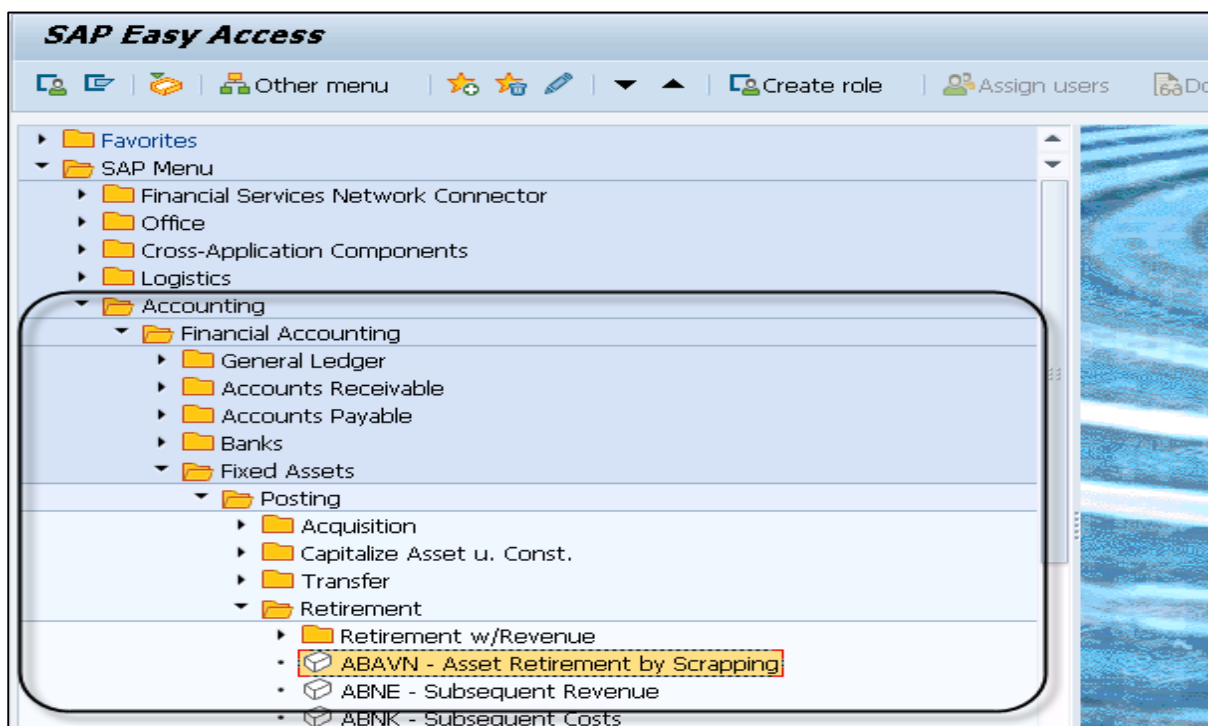 SAP Easy Access
Other menu Create role Assign users Do
Favorites
SAP Menu
Financial Services Network Connector
Office
Cross-Application Components
Logistics
Accounting
Financial Accounting
General Ledger
Accounts Receivable
Accounts Payable
Banks
Fixed Assets
Posting
Acquisition
Capitalize Asset u. Const.
Transfer
Retirement
Retirement w/Revenue
ABAVN - Asset Retirement by Scrapping
ABNE - Subsequent Revenue
ABNK - Subsequent Costs